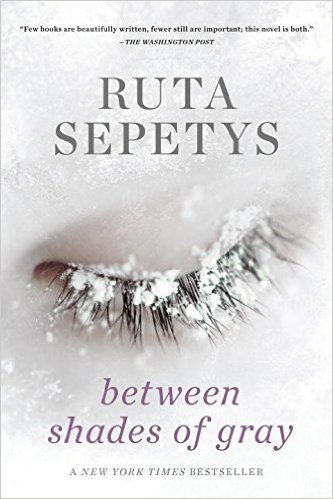 "Few books are beautifully written, fewer still are important; this novel is both."
—THE WASHINGTON POST
RUTA
SEPETYS
between
shades of gray
A NEW YORK TIMES BESTSELLER